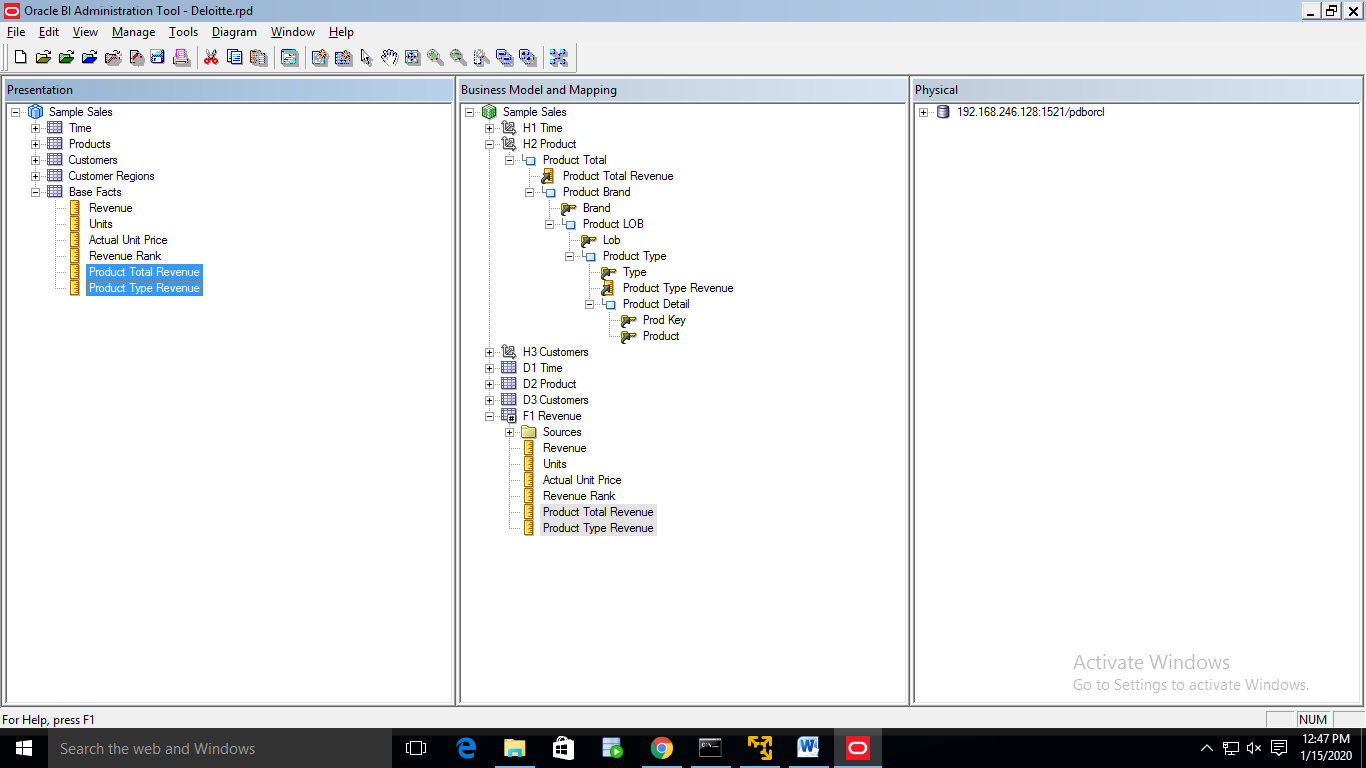 Oracle BI Administration Tool - Deloitte.rpd
File Edit View Manage Tools Diagram Window Help
Presentation
Sample Sales
Time
Products
Customers
Customer Regions
Base Facts
Revenue
Units
Actual Unit Price
Revenue Rank
Product Total Revenue
Product Type Revenue
Business Model and Mapping
Sample Sales
H1 Time
H2 Product
Product Total
Product Total Revenue
Product Brand
Brand
Product LOB
Lob
Product Type
Type
Product Type Revenue
Product Detail
Prod Key
Product
H3 Customers
D1 Time
D2 Product
D3 Customers
F1 Revenue
Sources
Revenue
Units
Actual Unit Price
Revenue Rank
Product Total Revenue
Product Type Revenue
Physical
192.168.246.128:1521/pdborcl
Activate Windows
Go to Settings to activate Windows.
For Help, press F1
NUM
Search the web and Windows
12:47 PM
1/15/2020